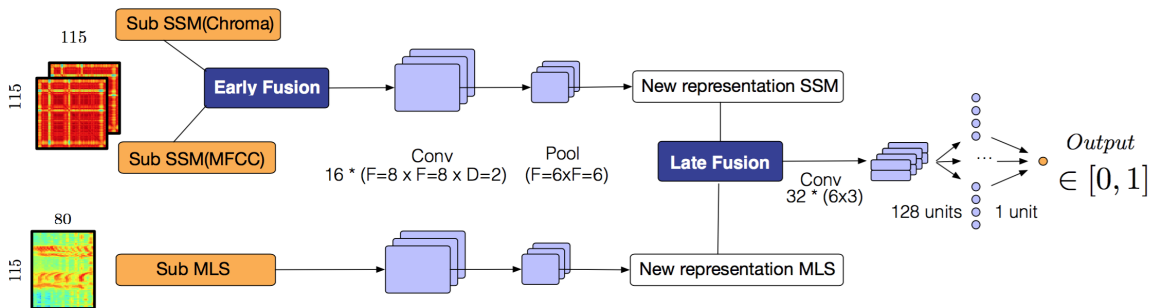 115
115
Sub SSM(Chroma)
Early Fusion
Sub SSM(MFCC)
Conv
16 * (F=8 x F=8 x D=2)
Pool
(F=6xF=6)
New representation SSM
Late Fusion
Conv
32 * (6x3)
128 units
...
1 unit
Output
∈ [0, 1]
80
115
Sub MLS
New representation MLS